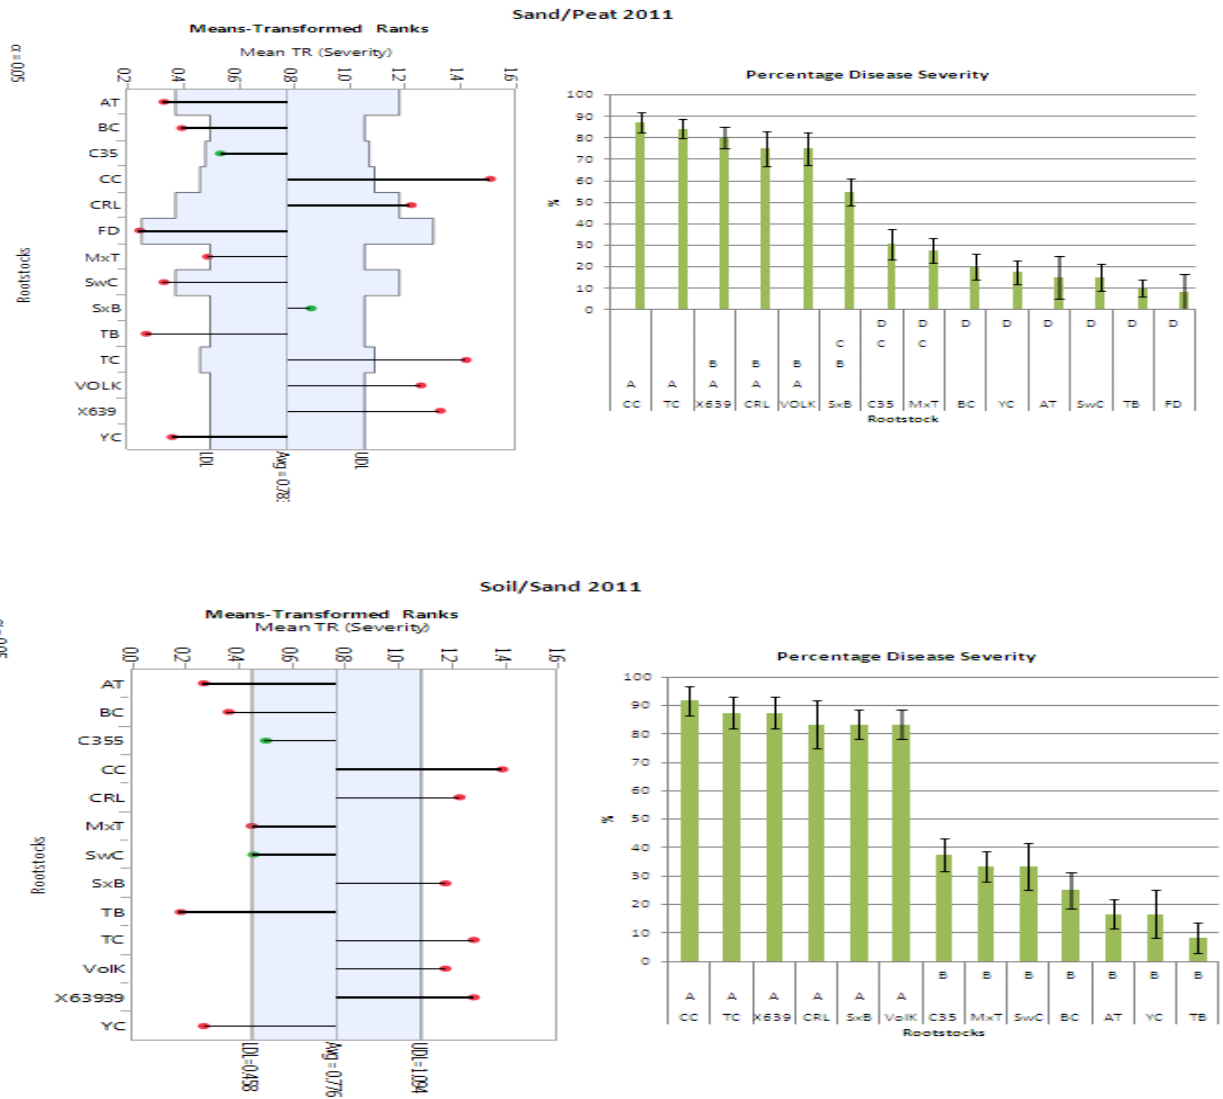 Sand/Peat 2011
Means-Transformed Ranks
Mean TR (Severity)
α = 0.05
0.2 0.4 0.6 0.8 1.0 1.2 1.4 1.6
Rootstocks
AT
BC
C35
CC
CRL
FD
MxT
SwC
SxB
TB
TC
VOLK
X639
YC
LDL
Avg = 0.78
UDL
Percentage Disease Severity
%
100
90
80
70
60
50
40
30
20
10
0
D D D D D D D D
C C C
B B B B
A A A A A
CC TC X639 CRL VOLK SxB C35 MxT BC YC AT SwC TB FD
Rootstock
Soil/Sand 2011
Means-Transformed Ranks
Mean TR (Severity)
0.0 0.2 0.4 0.6 0.8 1.0 1.2 1.4 1.6
Rootstocks
AT
BC
C355
CC
CRL
MxT
SwC
SxB
TB
TC
VolK
X63939
YC
LDL=0.458
Avg = 0.776
UDL=1.094
Percentage Disease Severity
%
100
90
80
70
60
50
40
30
20
10
0
B B B B B B B
A A A A A A
CC TC X639 CRL SxB VolK C35 MxT SwC BC AT YC TB
Rootstocks